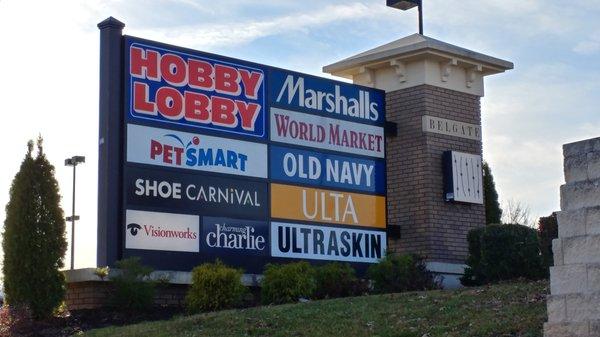 HOBBY
LOBBY
PETSMART
SHOE CARNIVAL
Visionworks
charming
charlie
Marshalls
WORLD MARKET
OLD NAVY
ULTA
ULTRASKIN
BELGATE